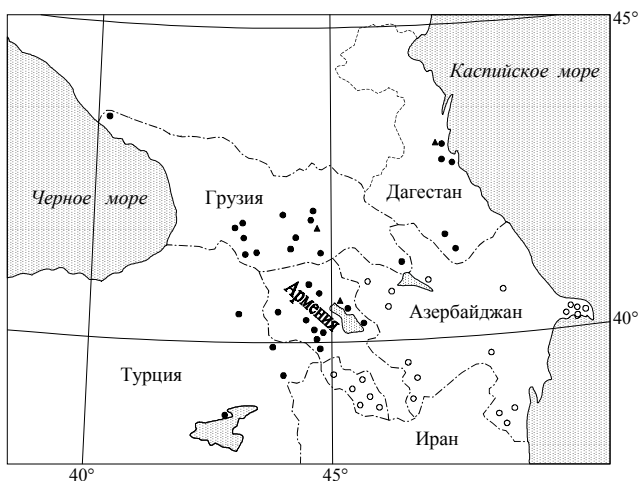 45°
Каспийское море
Черное море
Грузия
Дагестан
Армения
Азербайджан
40°
Турция
Иран
40°
45°